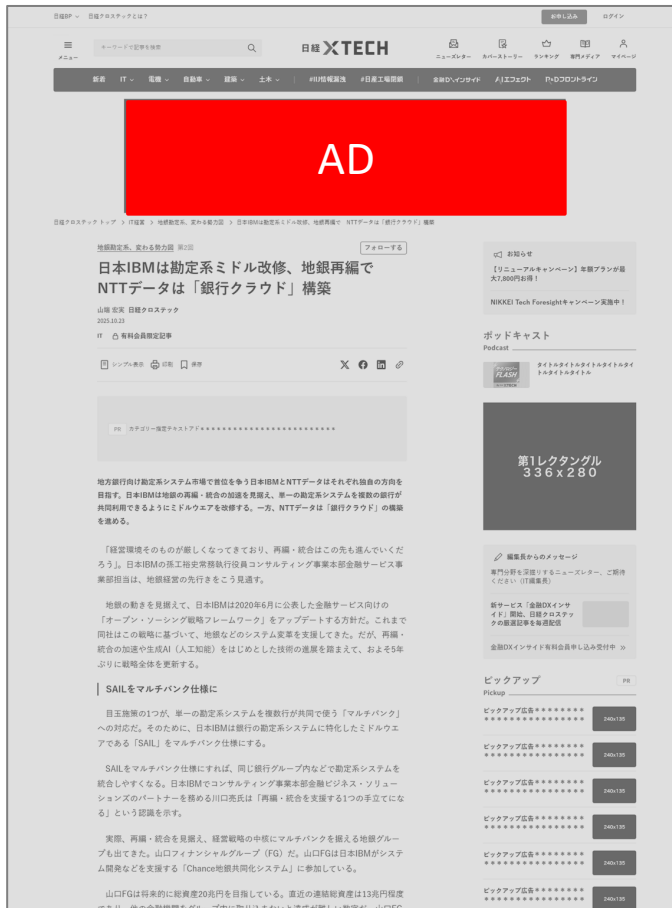 日経BP
日経クロステックとは？
お申し込み
ログイン
メニュー
キーワードで記事を検索
日経XTECH
ニューズレター
カバーストーリー
ランキング
専門メディア
マイページ
新着 IT 電機 自動車 建築 土木 #IIJ情報漏洩 #日産工場閉鎖 金融DXインサイド AIエフェクト R&Dフロントライン
AD
日経クロステック トップ > IT経営 > 地銀勘定系、変わる勢力図 > 日本IBMは勘定系ミドル改修、地銀再編で NTTデータは「銀行クラウド」構築
地銀勘定系、変わる勢力図 第2回
フォローする
日本IBMは勘定系ミドル改修、地銀再編で
NTTデータは「銀行クラウド」構築
山端 宏実 日経クロステック
2025.10.23
IT 有料会員限定記事
シンプル表示 印刷 保存
PR カテゴリー指定テキストアド＊＊＊＊＊＊＊＊＊＊＊＊＊＊＊＊＊＊＊＊＊＊＊＊＊
地方銀行向け勘定系システム市場で首位を争う日本IBMとNTTデータはそれぞれ独自の方向を
目指す。日本IBMは地銀の再編・統合の加速を見据え、単一の勘定系システムを複数の銀行が
共同利用できるようにミドルウエアを改修する。一方、NTTデータは「銀行クラウド」の構築
を進める。
「経営環境そのものが厳しくなってきており、再編・統合はこの先も進んでいくだ
ろう」。日本IBMの孫工裕史常務執行役員コンサルティング事業本部金融サービス事
業部担当は、地銀経営の先行きをこう見通す。
地銀の動きを見据えて、日本IBMは2020年6月に公表した金融サービス向けの
「オープン・ソーシング戦略フレームワーク」をアップデートする方針だ。これまで
同社はこの戦略に基づいて、地銀などのシステム変革を支援してきた。だが、再編・
統合の加速や生成AI（人工知能）をはじめとした技術の進展を踏まえて、およそ5年
ぶりに戦略全体を更新する。
SAILをマルチバンク仕様に
目玉施策の1つが、単一の勘定系システムを複数行が共同で使う「マルチバンク」
への対応だ。そのために、日本IBMは銀行の勘定系システムに特化したミドルウエ
アである「SAIL」をマルチバンク仕様にする。
SAILをマルチバンク仕様にすれば、同じ銀行グループ内などで勘定系システムを
統合しやすくなる。日本IBMでコンサルティング事業本部金融ビジネス・ソリュー
ションズのパートナーを務める川口亮氏は「再編・統合を支援する1つの手立てにな
る」という認識を示す。
実際、再編・統合を見据え、経営戦略の中核にマルチバンクを据える地銀グルー
プも出てきた。山口フィナンシャルグループ（FG）だ。山口FGは日本IBMがシステ
ム開発などを支援する「Chance地銀共同化システム」に参加している。
山口FGは将来的に総資産20兆円を目指している。直近の連結総資産は13兆円程度
お知らせ
【リニューアルキャンペーン】年額プランが最
大7,800円お得！
NIKKEI Tech Foresightキャンペーン実施中！
ポッドキャスト
Podcast
FLASH
タイトルタイトルタイトルタイトルタイ
トルタイトルタイトル
第1レクタングル
336x280
編集長からのメッセージ
専門分野を深掘りするニューズレター、ご期待
ください（IT編集長）
新サービス「金融DXインサ
イド」開始、日経クロステッ
クの厳選記事を毎週配信
金融DXインサイド有料会員申し込み受付中 ≫
ピックアップ
PR
Pickup
ピックアップ広告＊＊＊＊＊＊＊＊
＊＊＊＊＊＊＊＊＊＊＊＊＊＊＊＊
240x135
ピックアップ広告＊＊＊＊＊＊＊＊
＊＊＊＊＊＊＊＊＊＊＊＊＊＊＊＊
240x135
ピックアップ広告＊＊＊＊＊＊＊＊
＊＊＊＊＊＊＊＊＊＊＊＊＊＊＊＊
240x135
ピックアップ広告＊＊＊＊＊＊＊＊
＊＊＊＊＊＊＊＊＊＊＊＊＊＊＊＊
240x135
ピックアップ広告＊＊＊＊＊＊＊＊
＊＊＊＊＊＊＊＊＊＊＊＊＊＊＊＊
240x135
ピックアップ広告＊＊＊＊＊＊＊＊
＊＊＊＊＊＊＊＊＊＊＊＊＊＊＊＊
240x135